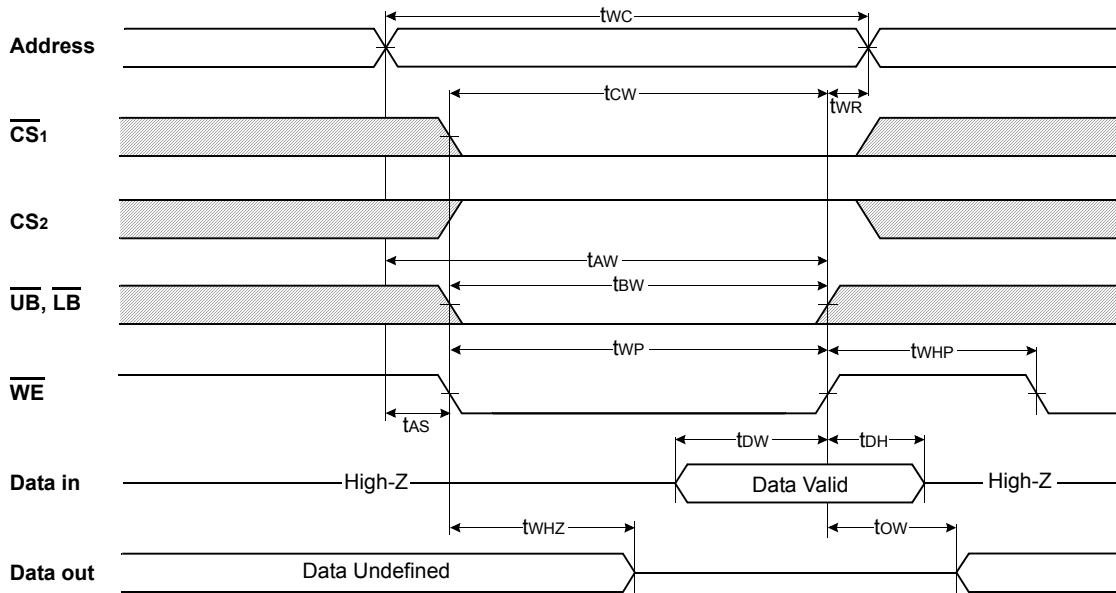 tWC
Address
tCW
tWR
CS1
CS2
tAW
tBW
UB, LB
tWP
tWHP
WE
tAS
tDW
tDH
Data in
High-Z
Data Valid
High-Z
tWHZ
tOW
Data out
Data Undefined